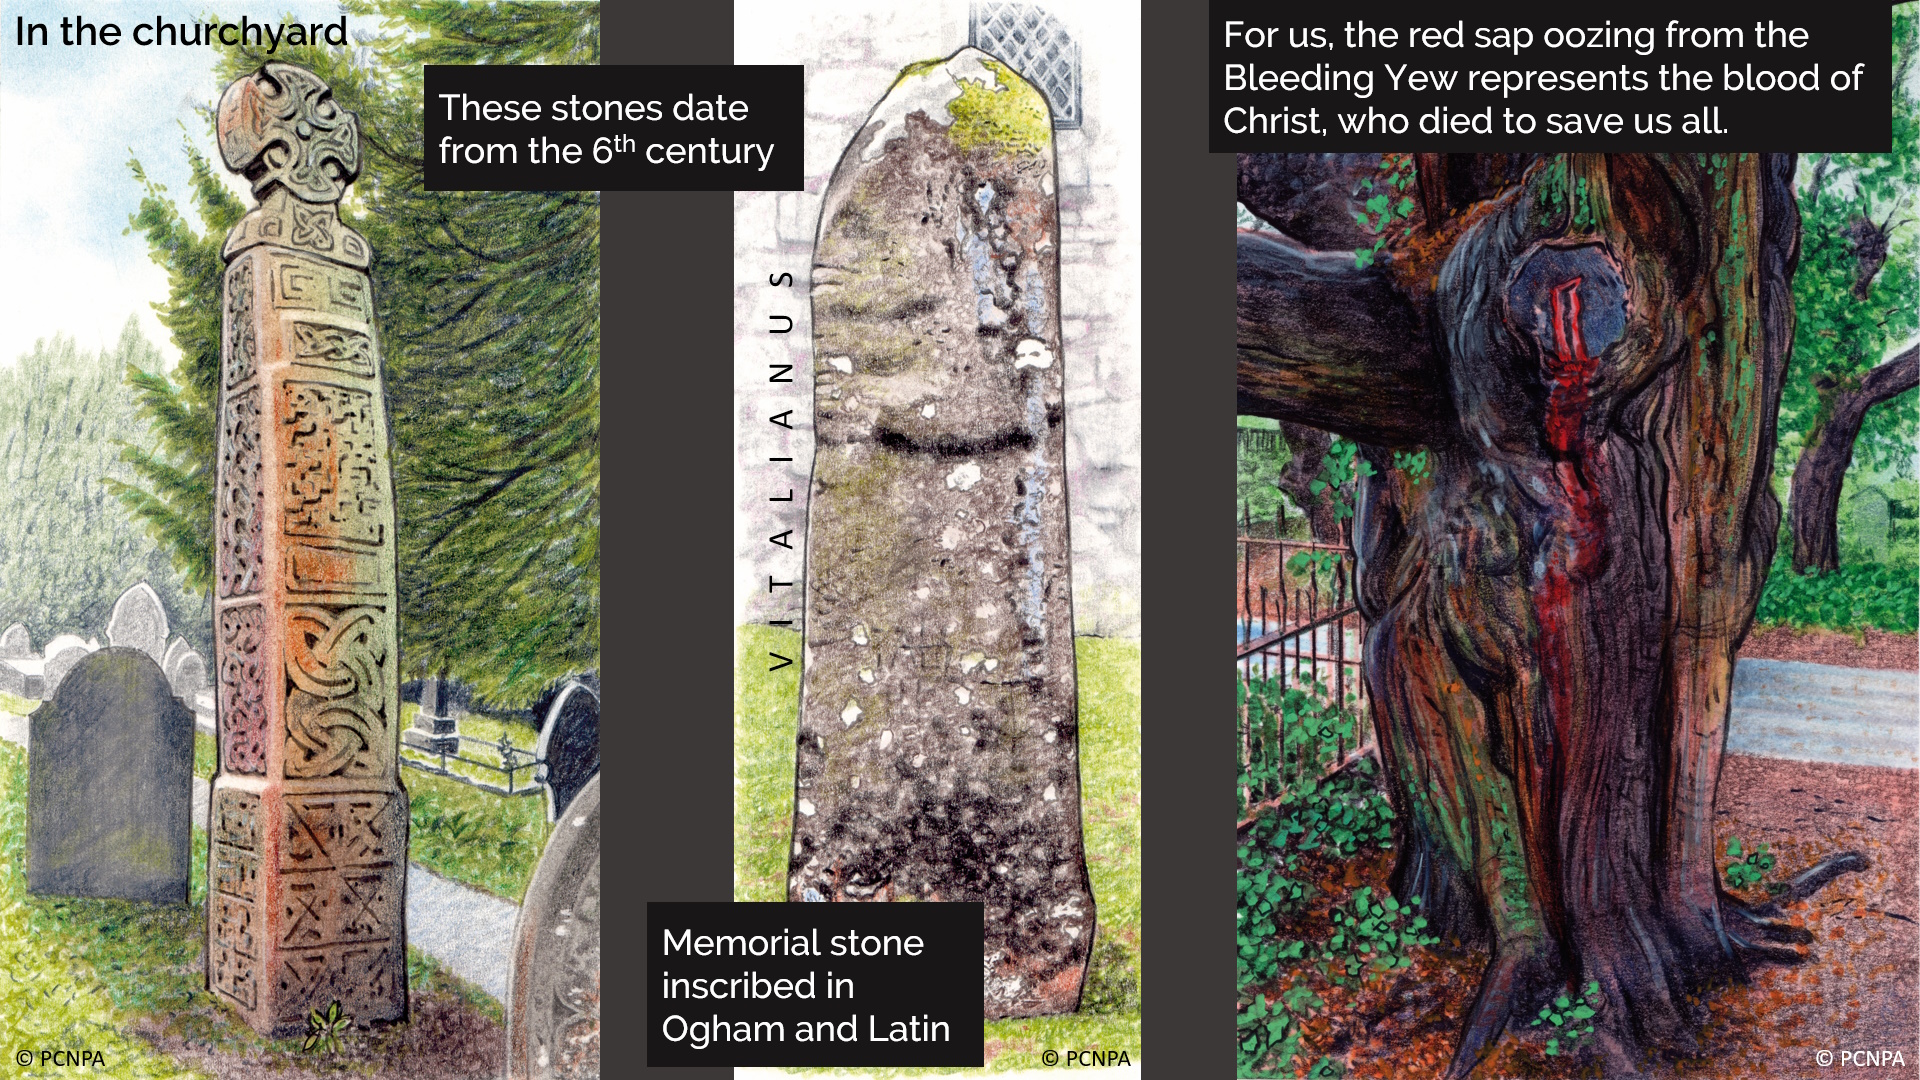 In the churchyard
These stones date
from the 6th century
VITALIANUS
Memorial stone
inscribed in
Ogham and Latin
For us, the red sap oozing from the
Bleeding Yew represents the blood of
Christ, who died to save us all.
© PCNPA
© PCNPA
© PCNPA